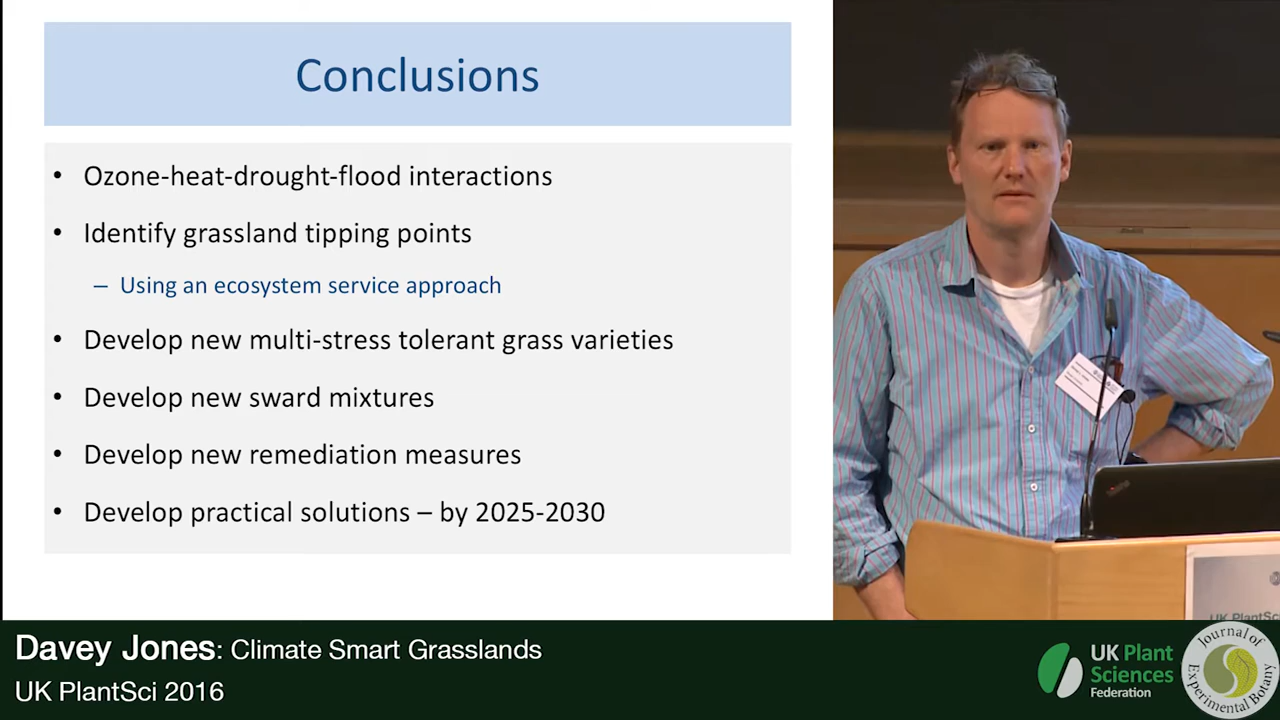 Conclusions
• Ozone-heat-drought-flood interactions
• Identify grassland tipping points
– Using an ecosystem service approach
• Develop new multi-stress tolerant grass varieties
• Develop new sward mixtures
• Develop new remediation measures
• Develop practical solutions – by 2025-2030
UK PlantSci
Davey Jones: Climate Smart Grasslands
UK PlantSci 2016
UK Plant
Sciences
Federation
Journal of
Experimental Botany